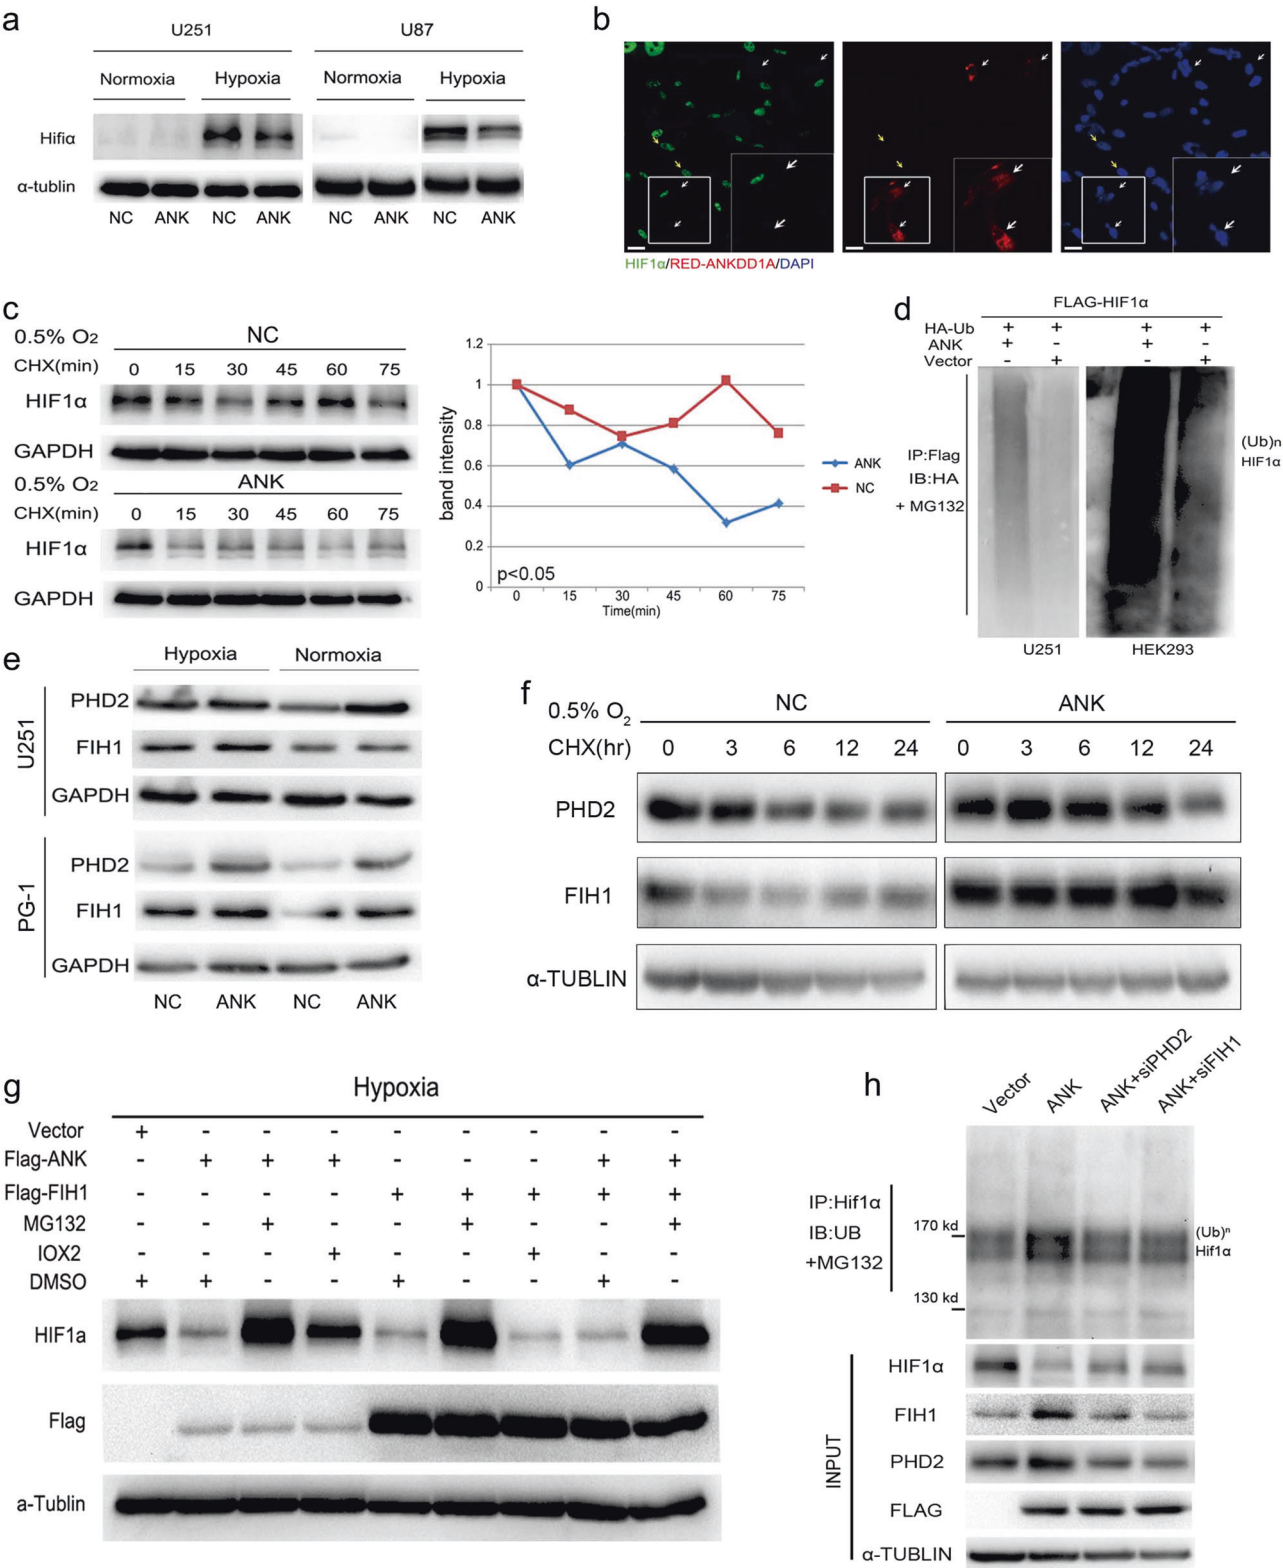 a
U251
U87
Normoxia
Hypoxia
Normoxia
Hypoxia
Hifiα
α-tublin
NC
ANK
NC
ANK
NC
ANK
NC
ANK
b
HIF1α/RED-ANKDD1A/DAPI
c
0.5% O2
NC
CHX(min)
0
15
30
45
60
75
HIF1α
GAPDH
0.5% O2
ANK
CHX(min)
0
15
30
45
60
75
HIF1α
GAPDH
1.2
1
0.8
0.6
0.4
0.2
0
band intensity
p<0.05
0
15
30
45
60
75
Time(min)
ANK
NC
d
FLAG-HIF1α
HA-Ub + + + +
ANK + - + -
Vector - + - +
IP:Flag
IB:HA
+ MG132
(Ub)n
HIF1α
U251
HEK293
e
Hypoxia
Normoxia
U251
PHD2
FIH1
GAPDH
PG-1
PHD2
FIH1
GAPDH
NC
ANK
NC
ANK
f
0.5% O2
NC
ANK
CHX(hr)
0
3
6
12
24
0
3
6
12
24
PHD2
FIH1
α-TUBLIN
g
Hypoxia
Vector + - - - - - - - -
Flag-ANK - + + + - - - + +
Flag-FIH1 - - - - + + + + +
MG132 - - + - - + - - +
IOX2 - - - + - - + - -
DMSO + + - - + - - + -
HIF1a
Flag
a-Tublin
h
Vector
ANK
ANK+siPHD2
ANK+siFIH1
IP:Hif1α
IB:UB
+MG132
170 kd
130 kd
(Ub)n
Hif1α
INPUT
HIF1α
FIH1
PHD2
FLAG
α-TUBLIN